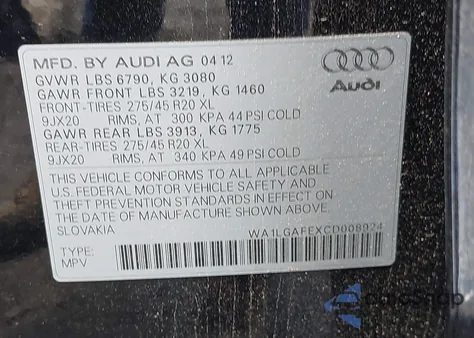 MFD. BY AUDI AG 04 12
GVWR LBS 6790, KG 3080
GAWR FRONT LBS 3219, KG 1460
FRONT-TIRES 275/45 R20 XL
9JX20 RIMS, AT 300 KPA 44 PSI COLD
GAWR REAR LBS 3913, KG 1775
REAR-TIRES 275/45 R20 XL
9JX20 RIMS, AT 340 KPA 49 PSI COLD
THIS VEHICLE CONFORMS TO ALL APPLICABLE
U.S. FEDERAL MOTOR VEHICLE SAFETY AND
THEFT PREVENTION STANDARDS IN EFFECT
ON THE DATE OF MANUFACTURE SHOWN ABOVE.
SLOVAKIA
WA1LGAFEXCD008924
TYPE:
MPV
Audi